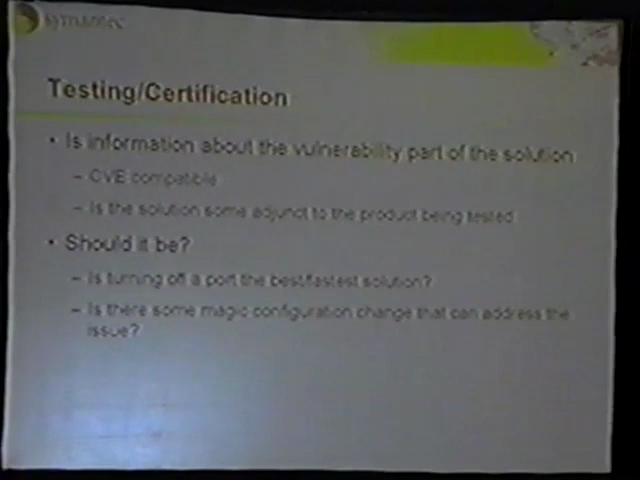 symantec
Testing/Certification
• Is information about the vulnerability part of the solution
– CVE compatible
– Is the solution some adjunct to the product being tested
• Should it be?
– Is turning off a port the best/fastest solution?
– Is there some magic configuration change that can address the
issue?